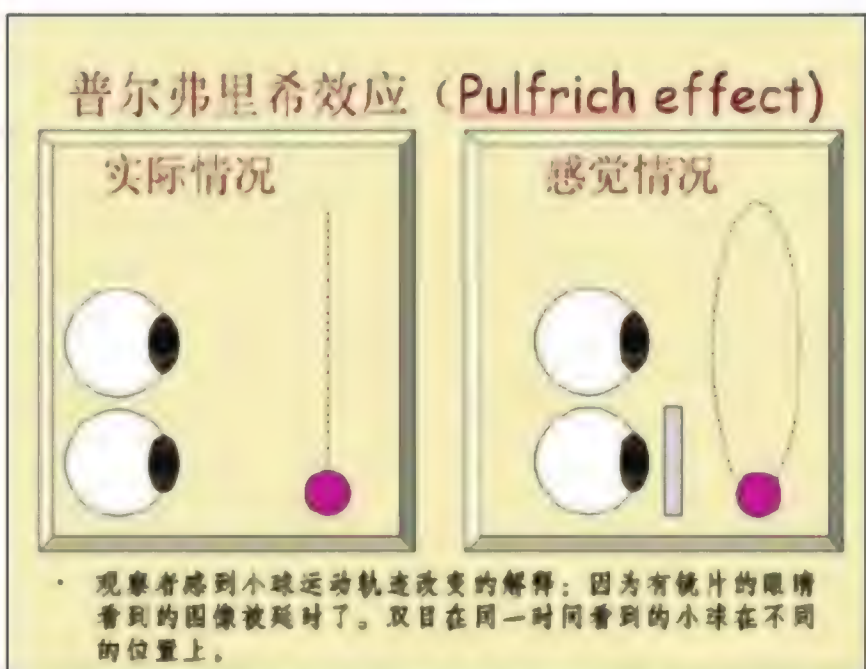 普尔弗里希效应（Pulfrich effect)
实际情况
感觉情况
· 观察者感到小球运动轨迹改变的解释：因为有镜片的眼睛
看到的图像被延时了。双目在同一时间看到的小球在不同
的位置上。